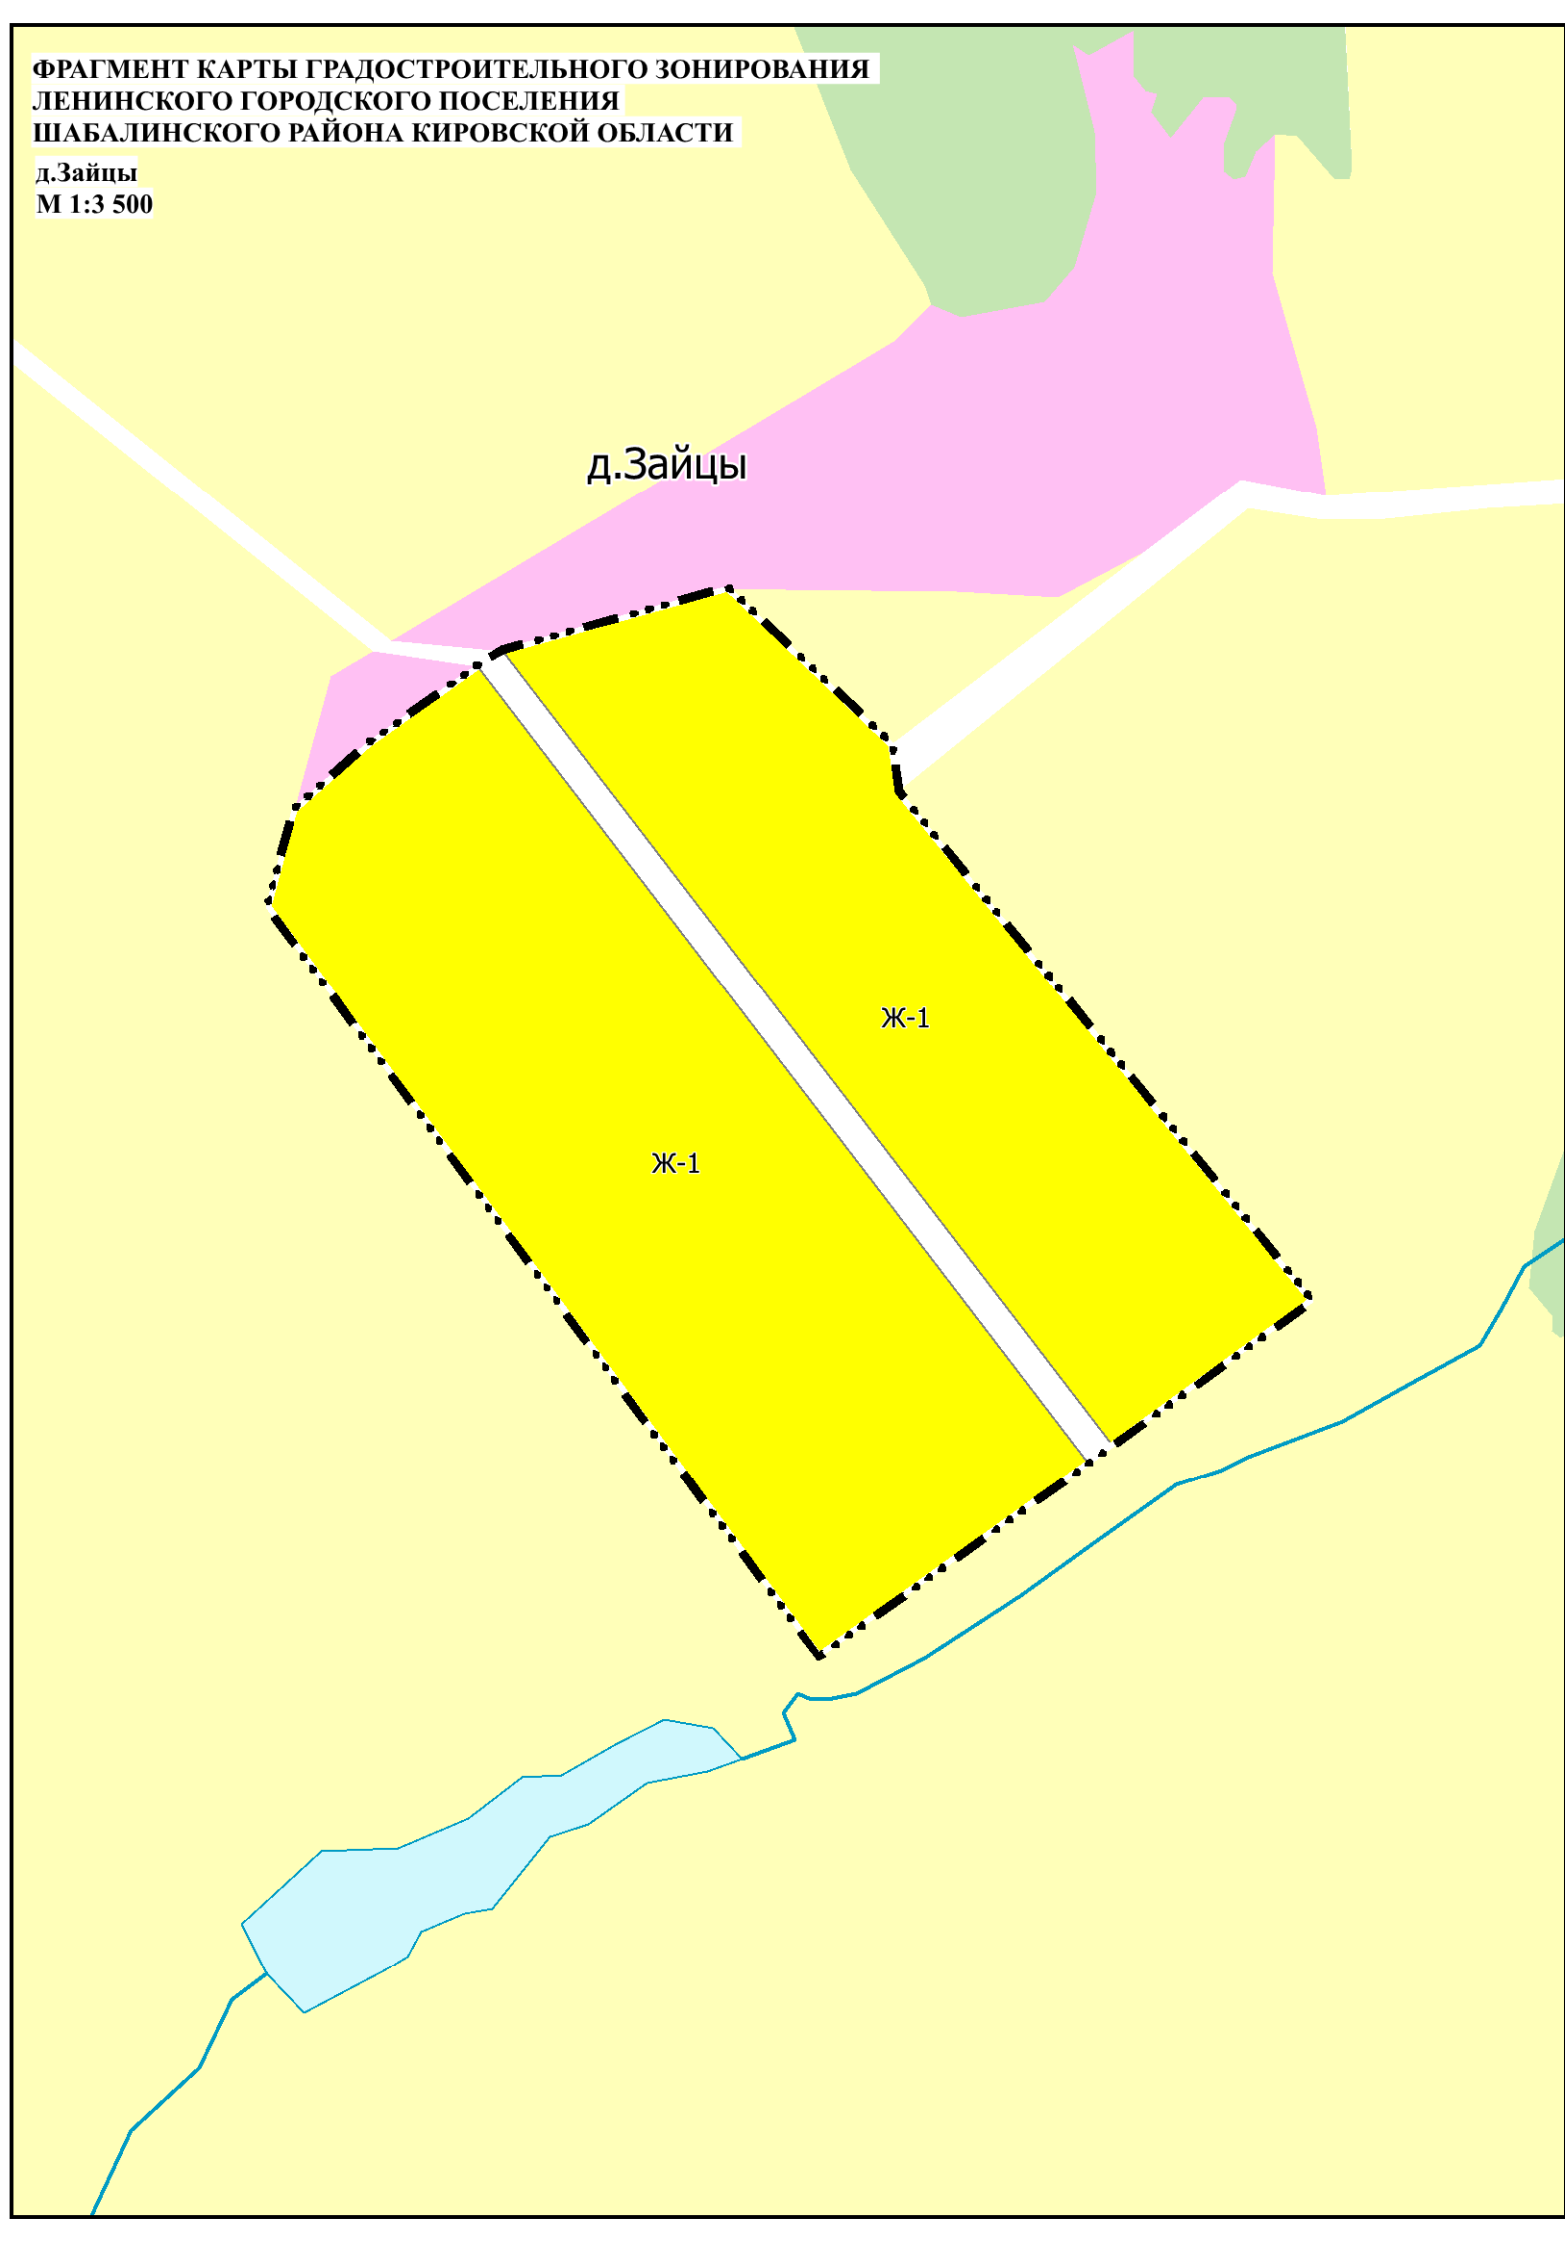 ФРАГМЕНТ КАРТЫ ГРАДОСТРОИТЕЛЬНОГО ЗОНИРОВАНИЯ
ЛЕНИНСКОГО ГОРОДСКОГО ПОСЕЛЕНИЯ
ШАБАЛИНСКОГО РАЙОНА КИРОВСКОЙ ОБЛАСТИ
д.Зайцы
М 1:3 500
д.Зайцы
Ж-1
Ж-1